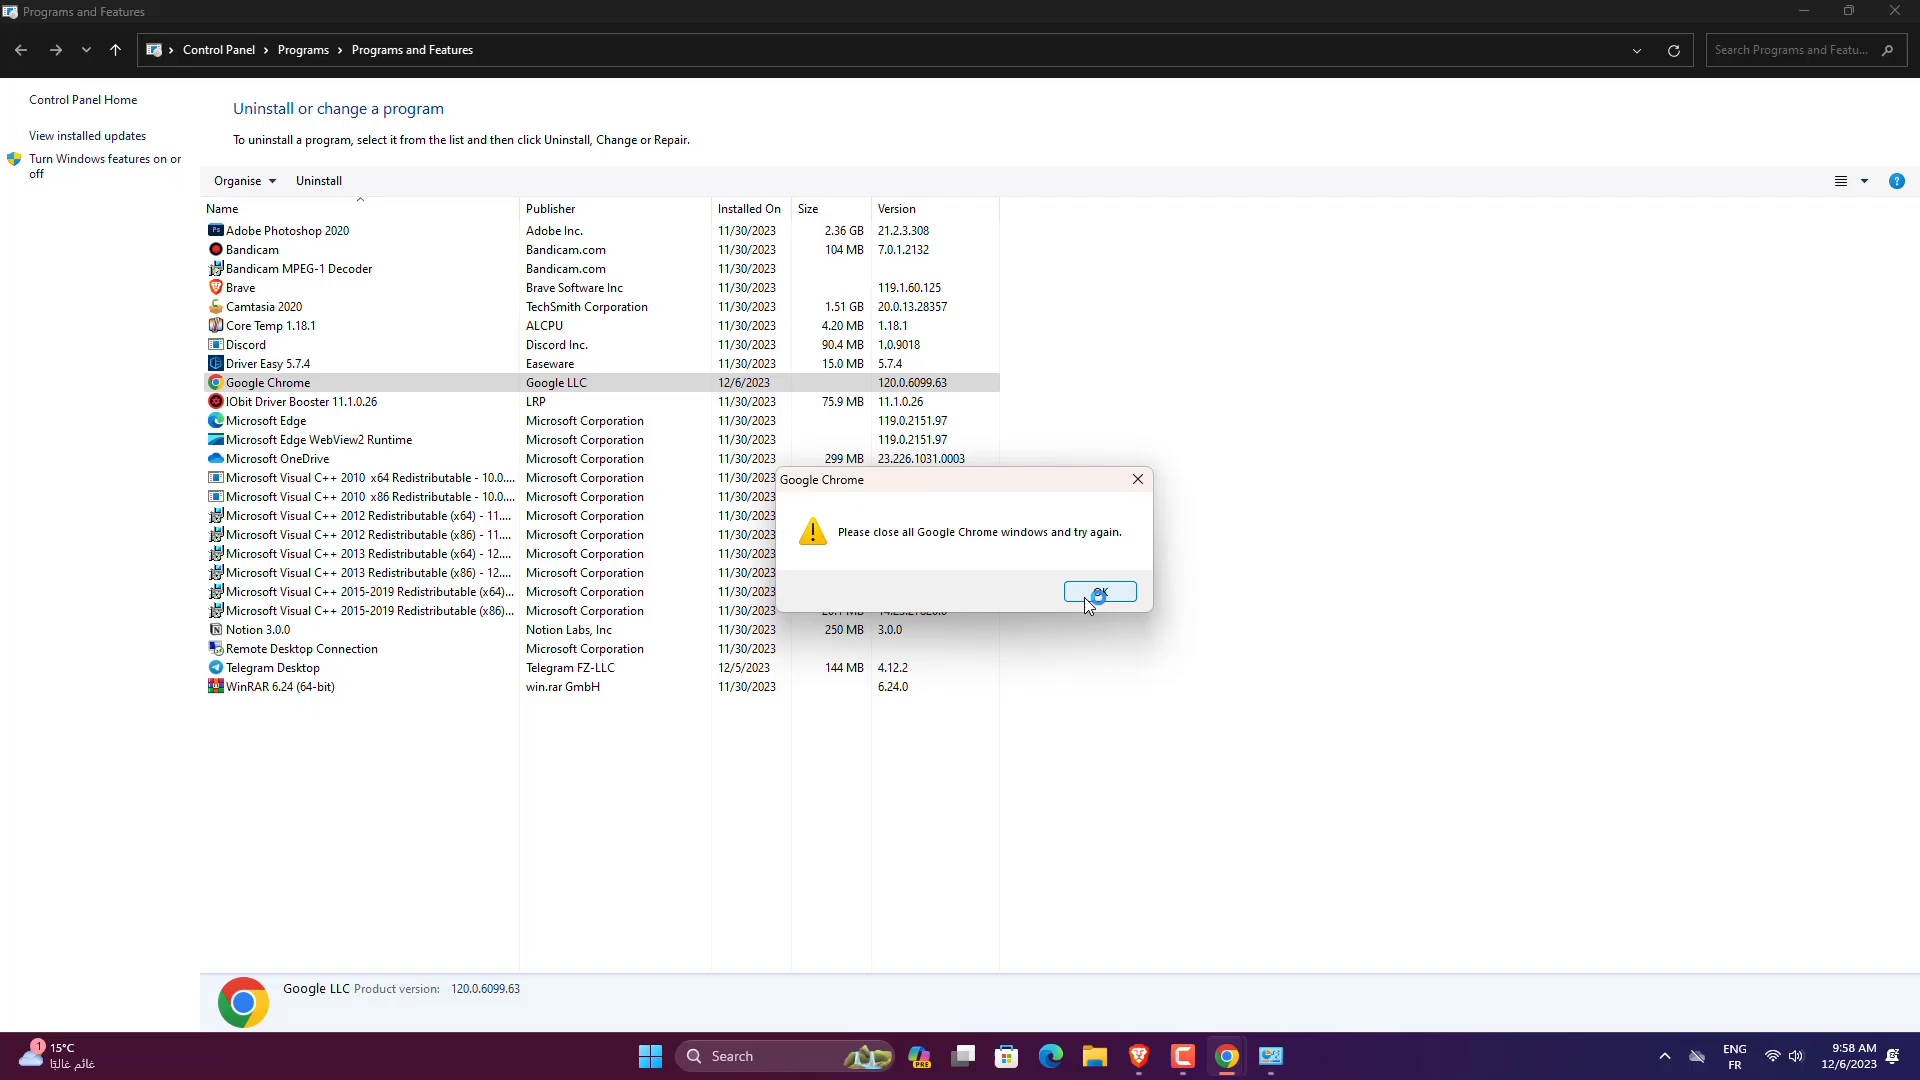 Programs and Features
Control Panel > Programs > Programs and Features
Search Programs and Featu...
Control Panel Home
View installed updates
Turn Windows features on or
off
Uninstall or change a program
To uninstall a program, select it from the list and then click Uninstall, Change or Repair.
Organise Uninstall
Name Publisher Installed On Size Version
Adobe Photoshop 2020 Adobe Inc. 11/30/2023 2.36 GB 21.2.3.308
Bandicam Bandicam.com 11/30/2023 104 MB 7.0.1.2132
Bandicam MPEG-1 Decoder Bandicam.com 11/30/2023
Brave Brave Software Inc 11/30/2023 119.1.60.125
Camtasia 2020 TechSmith Corporation 11/30/2023 1.51 GB 20.0.13.28357
Core Temp 1.18.1 ALCPU 11/30/2023 4.20 MB 1.18.1
Discord Discord Inc. 11/30/2023 90.4 MB 1.0.9018
Driver Easy 5.7.4 Easeware 11/30/2023 15.0 MB 5.7.4
Google Chrome Google LLC 12/6/2023 120.0.6099.63
IObit Driver Booster 11.1.0.26 LRP 11/30/2023 75.9 MB 11.1.0.26
Microsoft Edge Microsoft Corporation 11/30/2023 119.0.2151.97
Microsoft Edge WebView2 Runtime Microsoft Corporation 11/30/2023 119.0.2151.97
Microsoft OneDrive Microsoft Corporation 11/30/2023 299 MB 23.226.1031.0003
Microsoft Visual C++ 2010 x64 Redistributable - 10.0.... Microsoft Corporation 11/30/2023
Microsoft Visual C++ 2010 x86 Redistributable - 10.0.... Microsoft Corporation 11/30/2023
Microsoft Visual C++ 2012 Redistributable (x64) - 11.... Microsoft Corporation 11/30/2023
Microsoft Visual C++ 2012 Redistributable (x86) - 11.... Microsoft Corporation 11/30/2023
Microsoft Visual C++ 2013 Redistributable (x64) - 12.... Microsoft Corporation 11/30/2023
Microsoft Visual C++ 2013 Redistributable (x86) - 12.... Microsoft Corporation 11/30/2023
Microsoft Visual C++ 2015-2019 Redistributable (x64)... Microsoft Corporation 11/30/2023
Microsoft Visual C++ 2015-2019 Redistributable (x86)... Microsoft Corporation 11/30/2023
Notion 3.0.0 Notion Labs, Inc 11/30/2023 250 MB 3.0.0
Remote Desktop Connection Microsoft Corporation 11/30/2023
Telegram Desktop Telegram FZ-LLC 12/5/2023 144 MB 4.12.2
WinRAR 6.24 (64-bit) win.rar GmbH 11/30/2023 6.24.0
Google Chrome
Please close all Google Chrome windows and try again.
OK
Google LLC Product version: 120.0.6099.63
1
15°C
غائم غالبًا
Search
PRE
ENG
FR
9:58 AM
12/6/2023